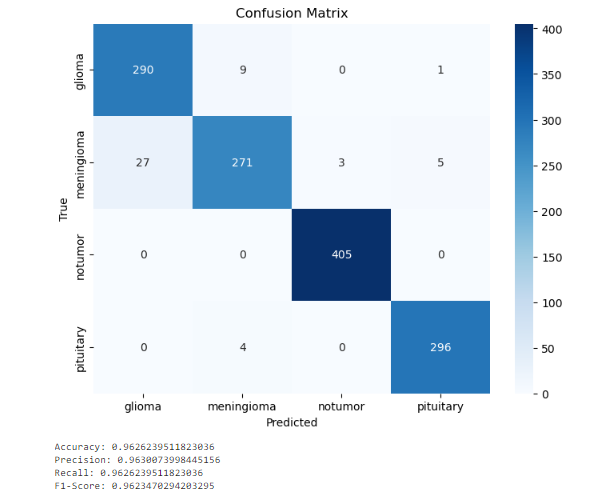 Confusion Matrix
glioma 290 9 0 1
meningioma 27 271 3 5
notumor 0 0 405 0
pituitary 0 4 0 296
True
glioma meningioma notumor pituitary
Predicted
400
350
300
250
200
150
100
50
0
Accuracy: 0.9626239511823036
Precision: 0.9630073998445156
Recall: 0.9626239511823036
F1-Score: 0.9623470294203295